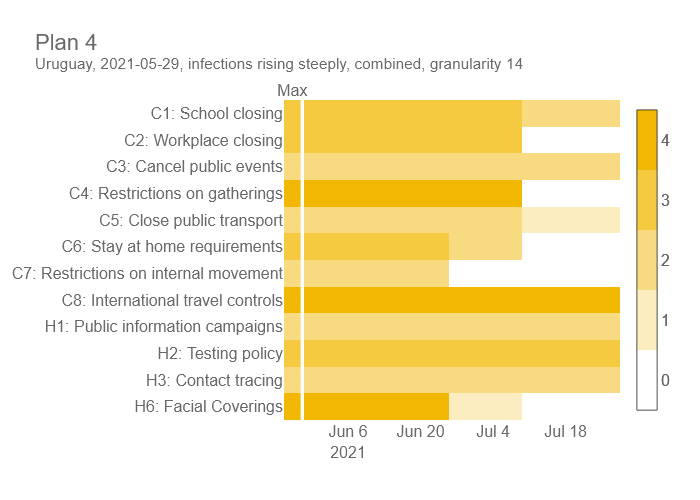 Plan 4
Uruguay, 2021-05-29, infections rising steeply, combined, granularity 14
Max
C1: School closing
C2: Workplace closing
C3: Cancel public events
C4: Restrictions on gatherings
C5: Close public transport
C6: Stay at home requirements
C7: Restrictions on internal movement
C8: International travel controls
H1: Public information campaigns
H2: Testing policy
H3: Contact tracing
H6: Facial Coverings
Jun 6 Jun 20 Jul 4 Jul 18
2021
4
3
2
1
0